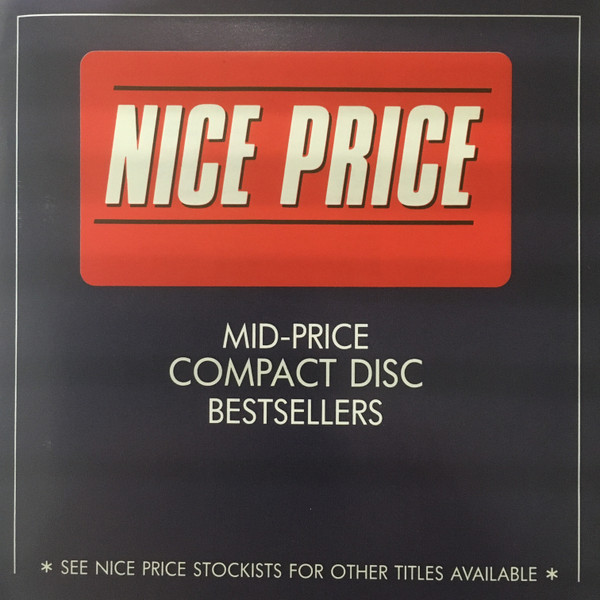 NICE PRICE
MID-PRICE
COMPACT DISC
BESTSELLERS
* SEE NICE PRICE STOCKISTS FOR OTHER TITLES AVAILABLE *